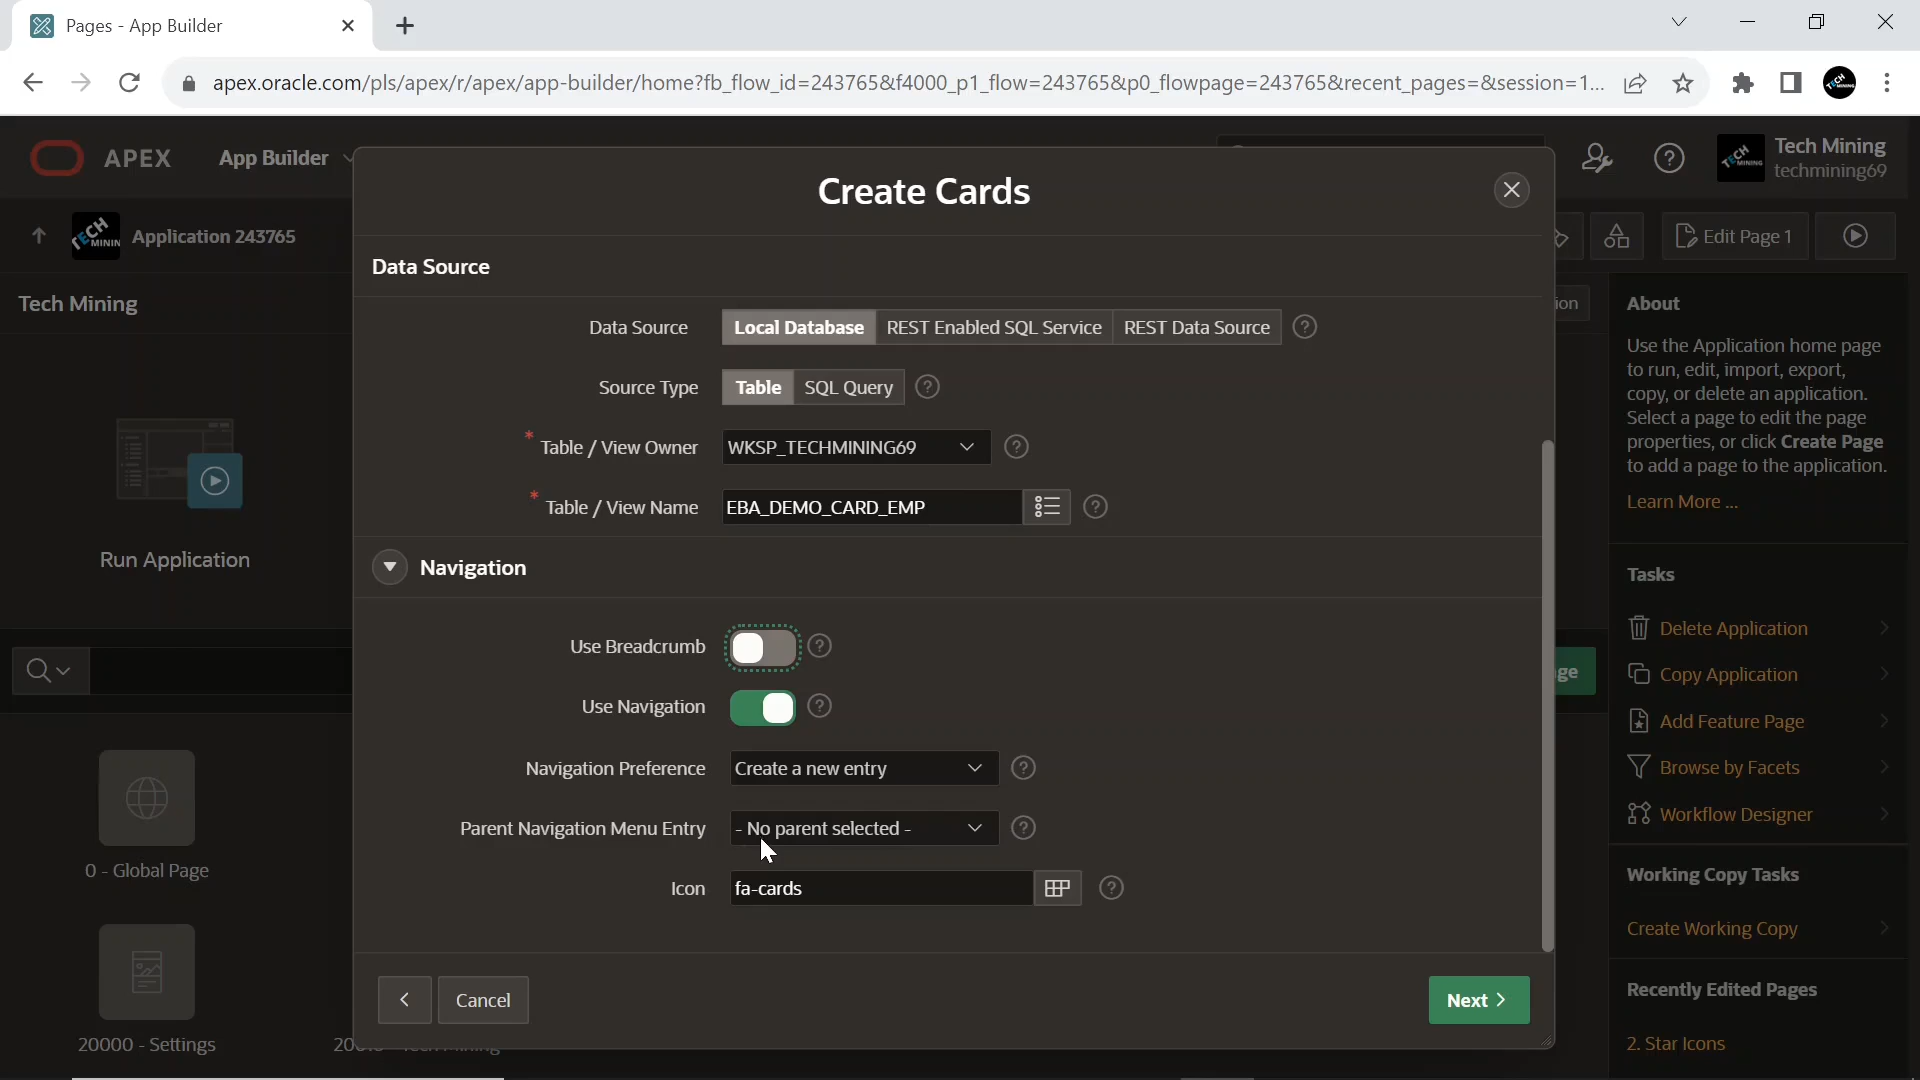 Pages - App Builder
apex.oracle.com/pls/apex/r/apex/app-builder/home?fb_flow_id=243765&f4000_p1_flow=243765&p0_flowpage=243765&recent_pages=&session=1...
APEX
App Builder
Create Cards
Tech Mining
techmining69
Application 243765
Edit Page 1
Tech Mining
Data Source
About
Data Source
Local Database
REST Enabled SQL Service
REST Data Source
Source Type
Table
SQL Query
* Table / View Owner
WKSP_TECHMINING69
* Table / View Name
EBA_DEMO_CARD_EMP
Use the Application home page
to run, edit, import, export,
copy, or delete an application.
Select a page to edit the page
properties, or click Create Page
to add a page to the application.
Learn More ...
Run Application
Navigation
Use Breadcrumb
Use Navigation
Navigation Preference
Create a new entry
Parent Navigation Menu Entry
- No parent selected -
Icon
fa-cards
Tasks
Delete Application
Copy Application
Add Feature Page
Browse by Facets
Workflow Designer
0 - Global Page
20000 - Settings
Cancel
Next
Working Copy Tasks
Create Working Copy
Recently Edited Pages
2. Star Icons